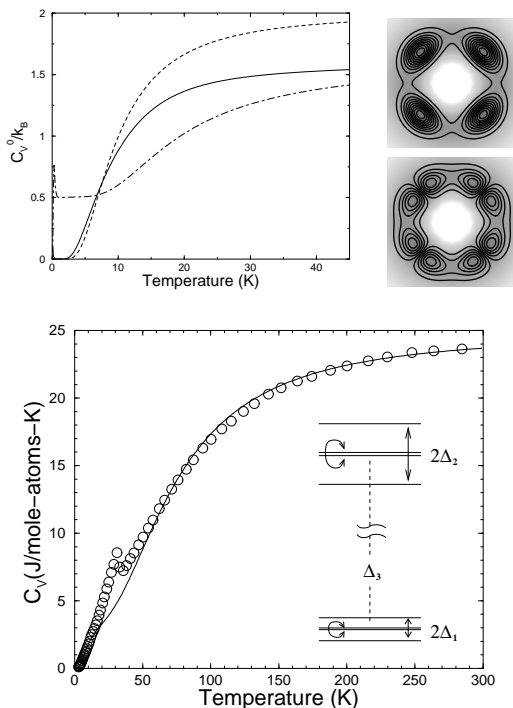 2
1.5
1
0.5
0
C_V^0/k_B
0 10 20 30 40
Temperature (K)
25
20
15
10
5
0
C_V(J/mole−atoms−K)
2Δ₂
Δ₃
2Δ₁
0 50 100 150 200 250 300
Temperature (K)